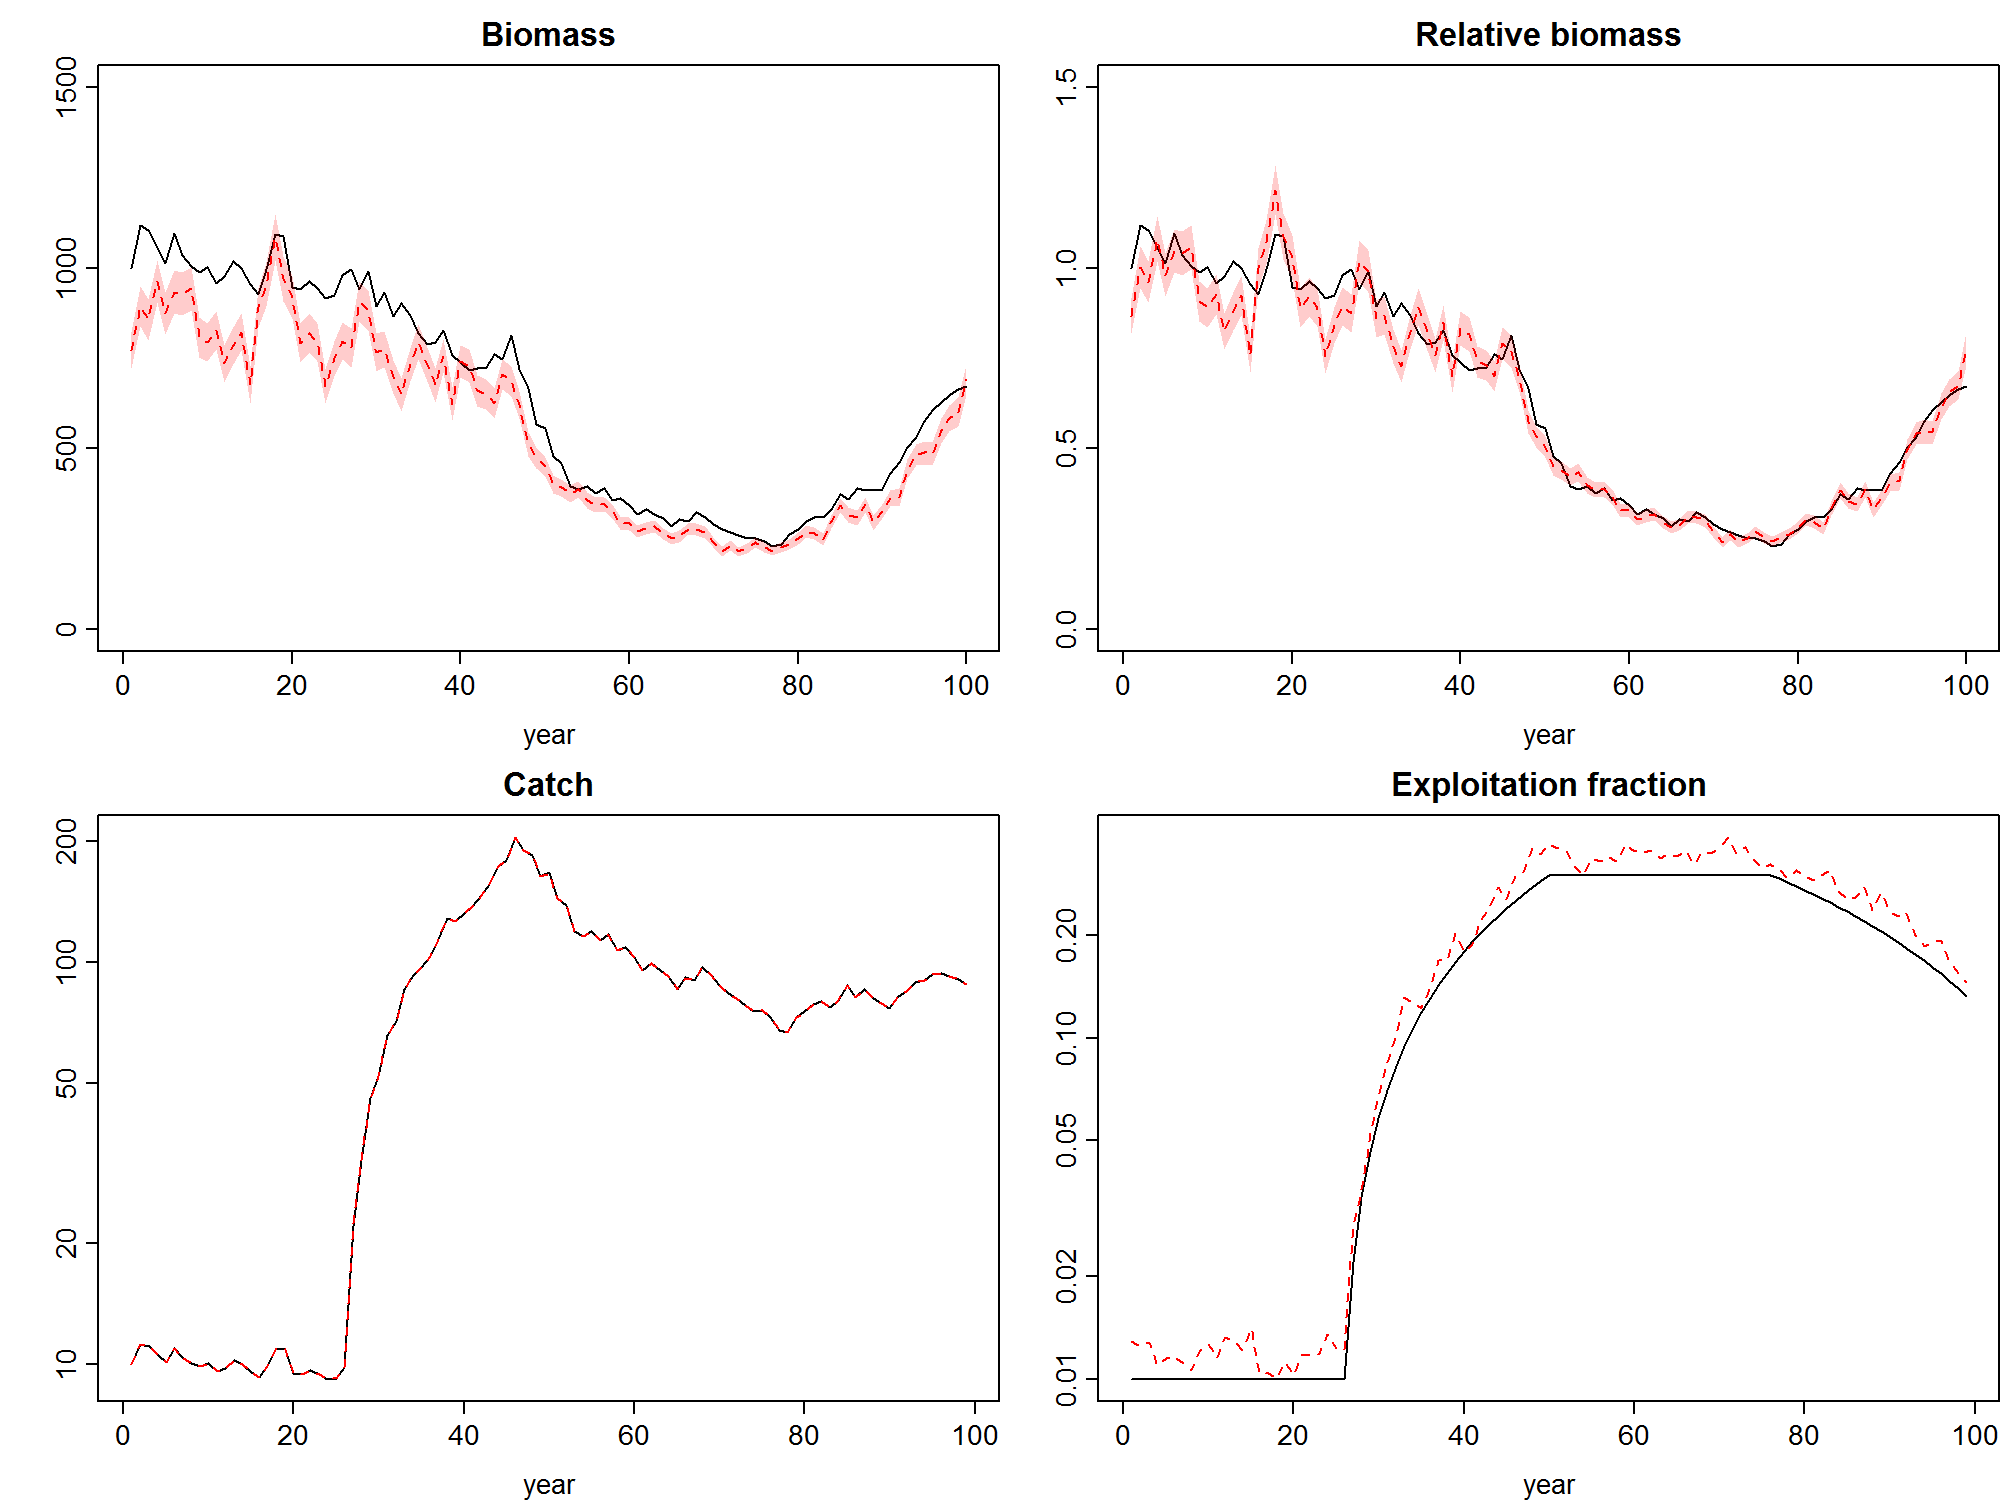 Biomass
1500
1000
500
0
0 20 40 60 80 100
year
Relative biomass
1.5
1.0
0.5
0.0
0 20 40 60 80 100
year
Catch
200
100
50
20
10
0 20 40 60 80 100
year
Exploitation fraction
0.20
0.10
0.05
0.02
0.01
0 20 40 60 80 100
year